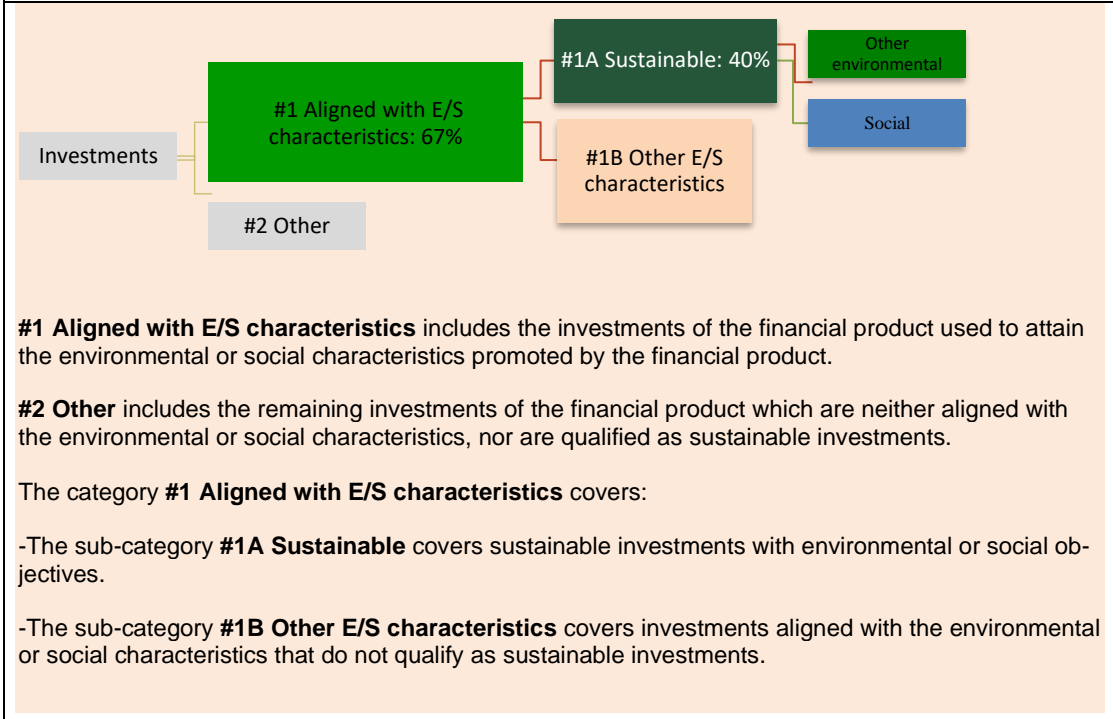 Investments
#1 Aligned with E/S
characteristics: 67%
#2 Other
#1A Sustainable: 40%
#1B Other E/S
characteristics
Other
environmental
Social
#1 Aligned with E/S characteristics includes the investments of the financial product used to attain
the environmental or social characteristics promoted by the financial product.
#2 Other includes the remaining investments of the financial product which are neither aligned with
the environmental or social characteristics, nor are qualified as sustainable investments.
The category #1 Aligned with E/S characteristics covers:
-The sub-category #1A Sustainable covers sustainable investments with environmental or social ob-
jectives.
-The sub-category #1B Other E/S characteristics covers investments aligned with the environmental
or social characteristics that do not qualify as sustainable investments.